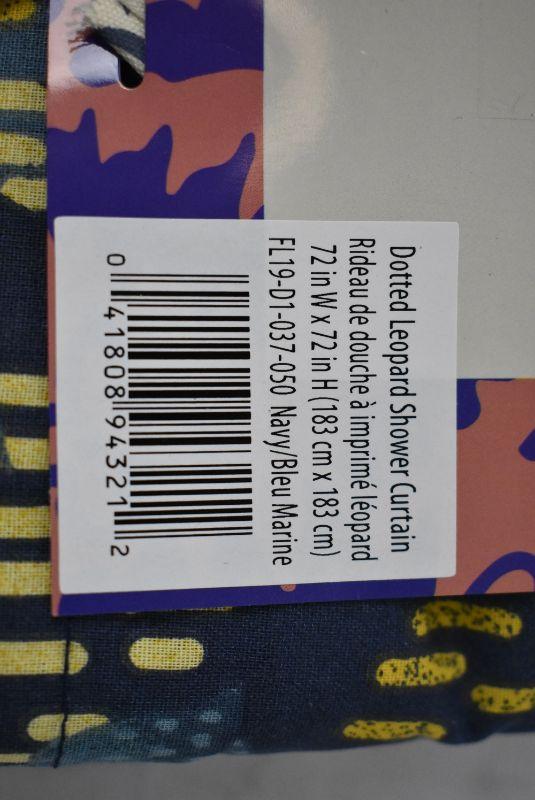 Dotted Leopard Shower Curtain
Rideau de douche à imprimé léopard
72 in W x 72 in H (183 cm x 183 cm)
FL19-D1-037-050 Navy/Bleu Marine
0 41808 94321 2